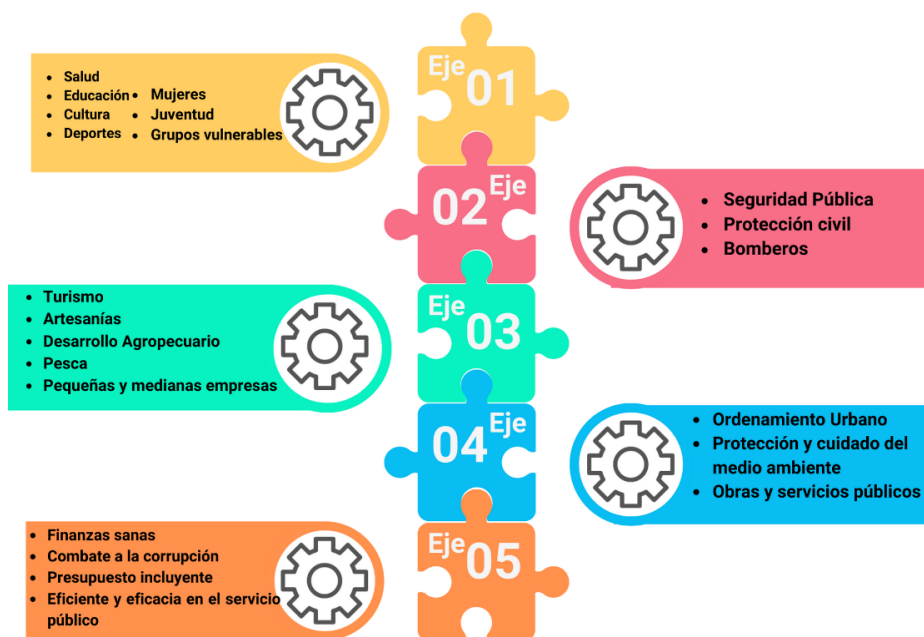 Eje
01
• Salud
• Educación
• Cultura
• Deportes
• Mujeres
• Juventud
• Grupos vulnerables
02
Eje
• Seguridad Pública
• Protección civil
• Bomberos
Eje
03
• Turismo
• Artesanías
• Desarrollo Agropecuario
• Pesca
• Pequeñas y medianas empresas
04
Eje
• Ordenamiento Urbano
• Protección y cuidado del
medio ambiente
• Obras y servicios públicos
Eje
05
• Finanzas sanas
• Combate a la corrupción
• Presupuesto incluyente
• Eficiente y eficacia en el servicio
público